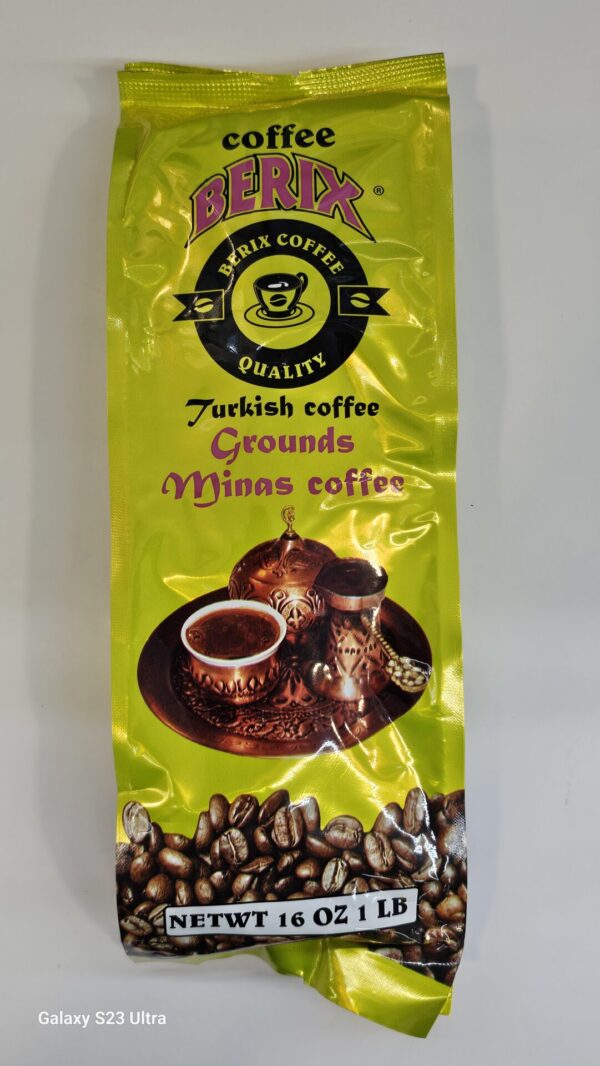 coffee
BERIX ®
BERIX COFFEE
QUALITY
Turkish coffee
Grounds
Minas coffee
NETWT 16 OZ 1 LB
Galaxy S23 Ultra